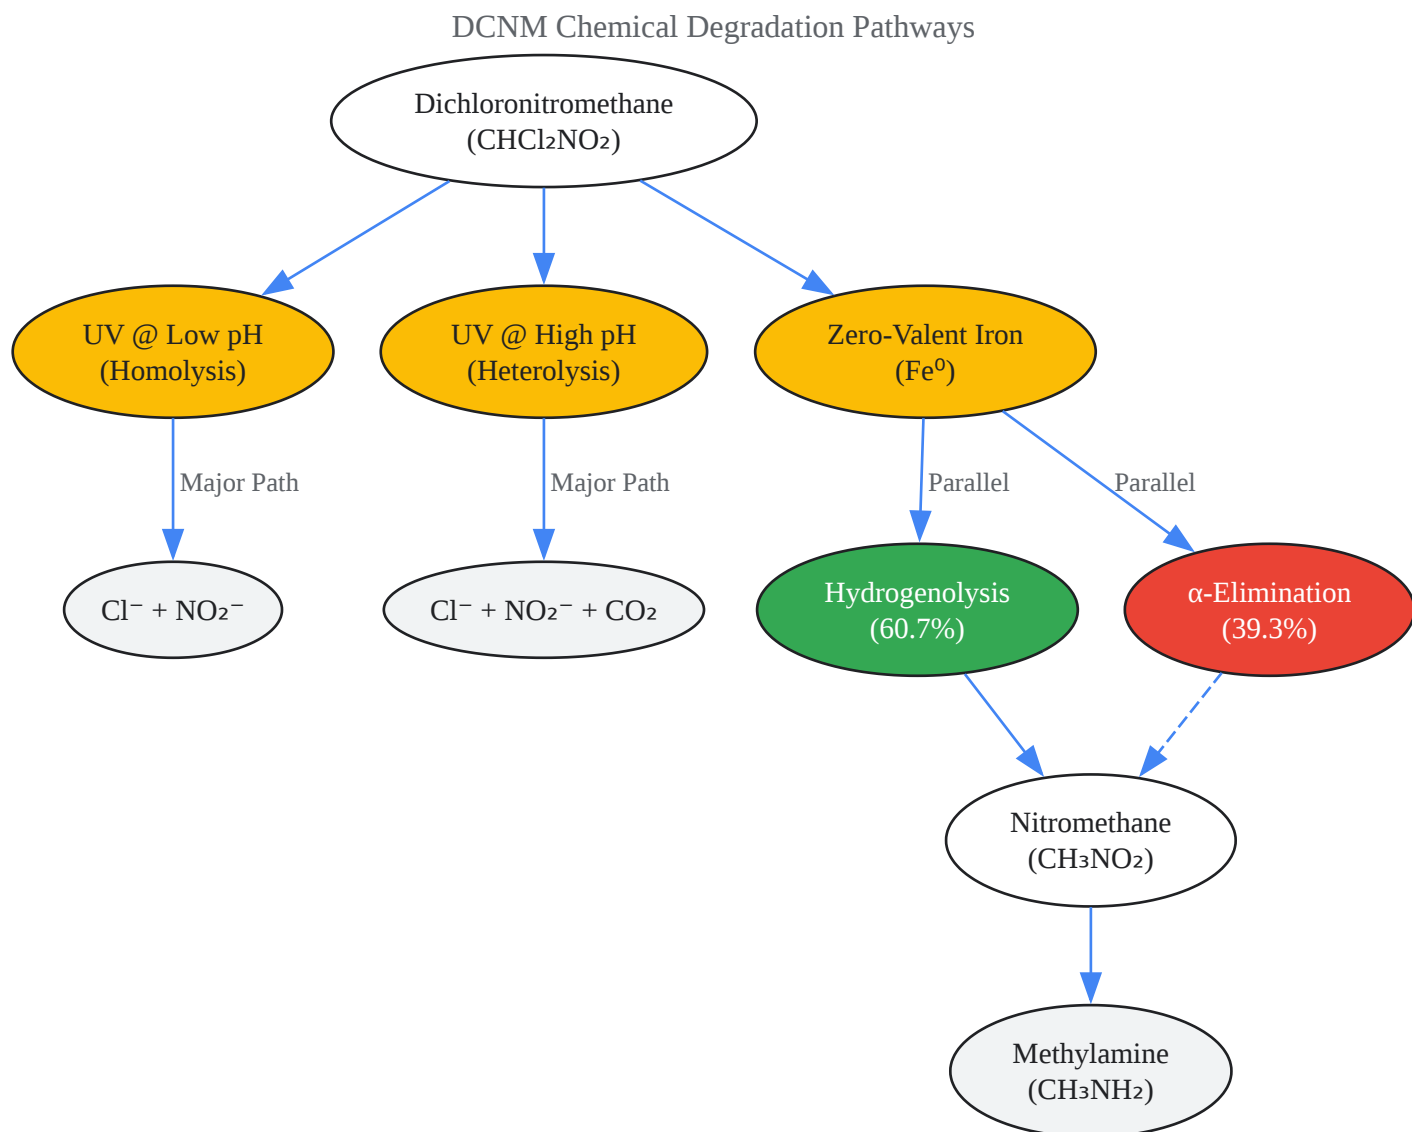 DCNM Chemical Degradation Pathways
Dichloronitromethane
(CHCl₂NO₂)
UV @ Low pH
(Homolysis)
UV @ High pH
(Heterolysis)
Zero-Valent Iron
(Fe⁰)
Major Path
Major Path
Parallel
Parallel
Cl⁻ + NO₂⁻
Cl⁻ + NO₂⁻ + CO₂
Hydrogenolysis
(60.7%)
α-Elimination
(39.3%)
Nitromethane
(CH₃NO₂)
Methylamine
(CH₃NH₂)